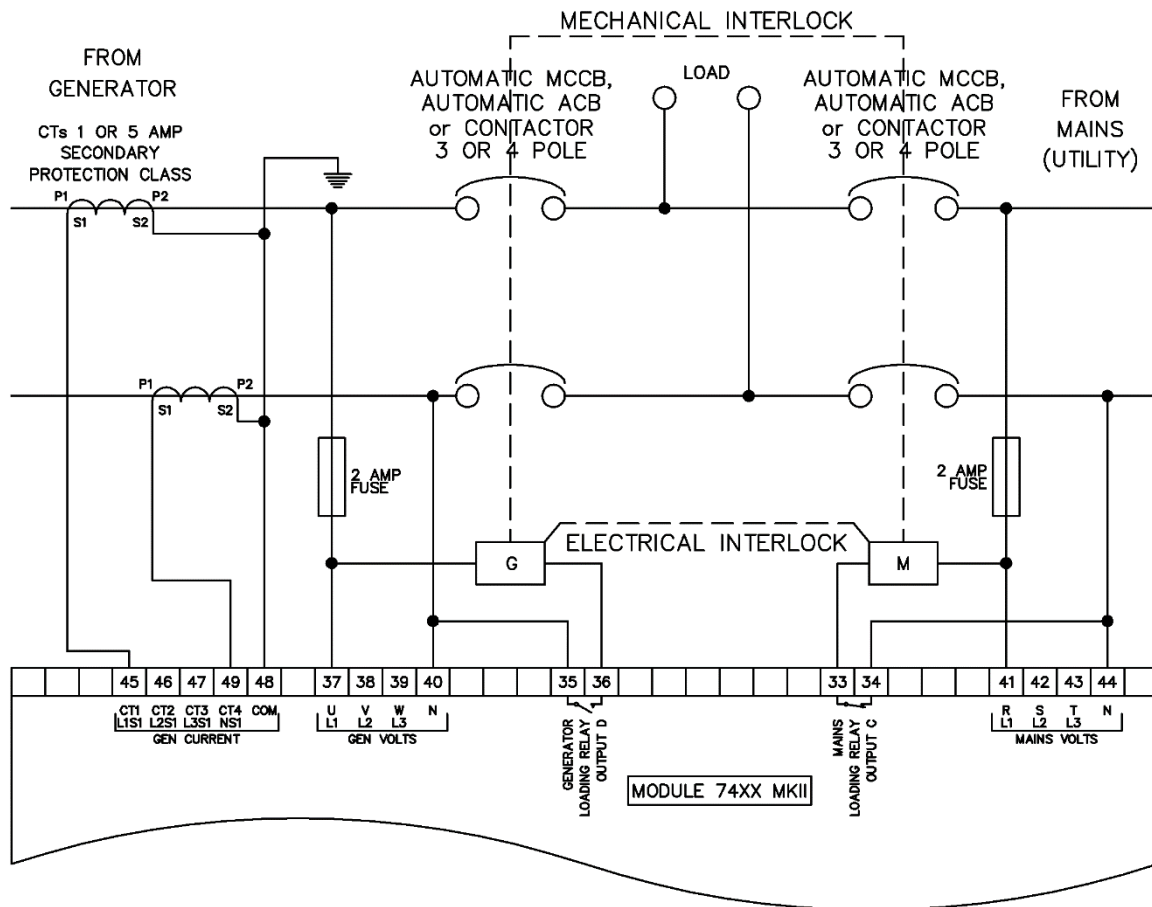 MECHANICAL INTERLOCK
FROM
GENERATOR
CTs 1 OR 5 AMP
SECONDARY
PROTECTION CLASS
AUTOMATIC MCCB,
AUTOMATIC ACB
or CONTACTOR
3 OR 4 POLE
LOAD
AUTOMATIC MCCB,
AUTOMATIC ACB
or CONTACTOR
3 OR 4 POLE
FROM
MAINS
(UTILITY)
P1 P2
S1 S2
P1 P2
S1 S2
2 AMP
FUSE
2 AMP
FUSE
ELECTRICAL INTERLOCK
G
M
45 46 47 49 48 37 38 39 40 35 36 33 34 41 42 43 44
CT1 CT2 CT3 CT4 COM.
L1S1 L2S1 L3S1 NS1
GEN CURRENT
U V W N
L1 L2 L3
GEN VOLTS
GENERATOR
LOADING RELAY
OUTPUT D
MAINS
LOADING RELAY
OUTPUT C
R S T N
L1 L2 L3
MAINS VOLTS
MODULE 74XX MKII